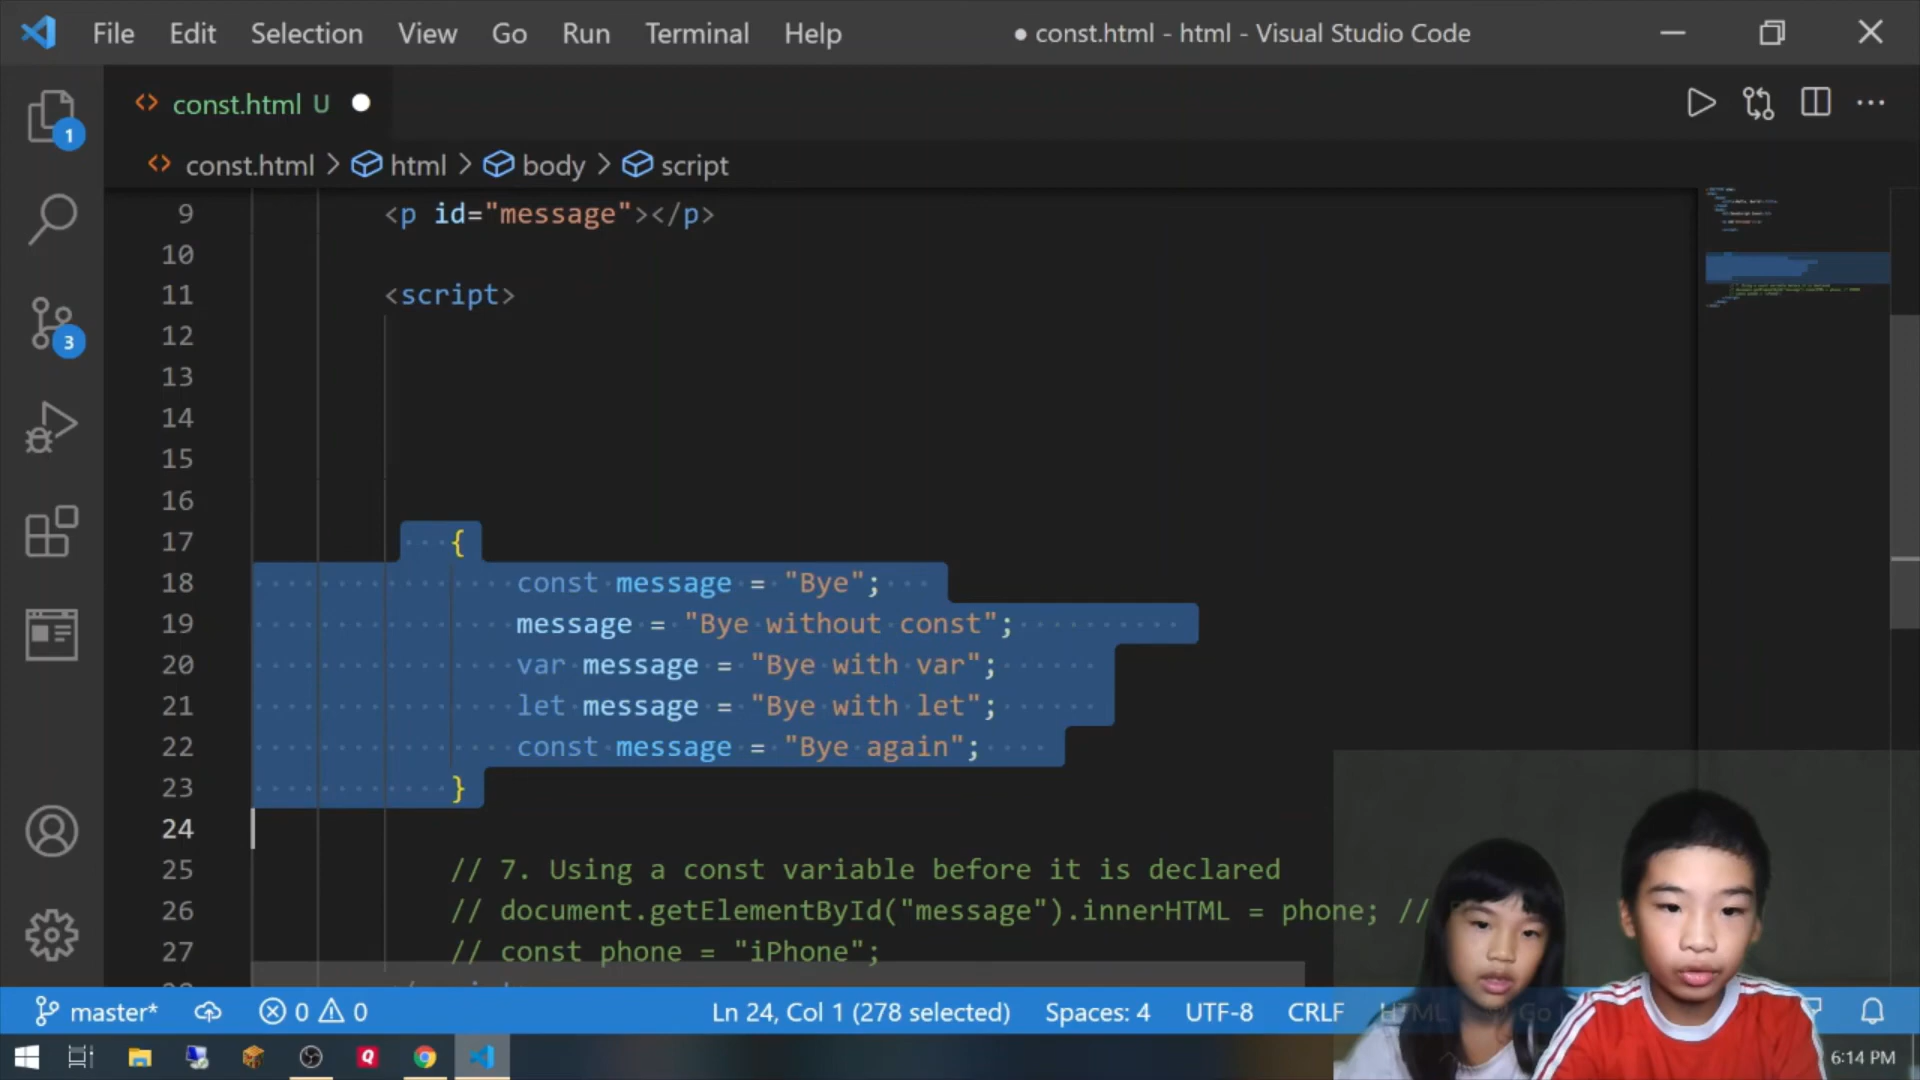 File Edit Selection View Go Run Terminal Help ● const.html - html - Visual Studio Code
const.html U
const.html > html > body > script
1
3
9 <p id="message"></p>
10
11 <script>
12
13
14
15
16
17 {
18 const message = "Bye";
19 message = "Bye without const";
20 var message = "Bye with var";
21 let message = "Bye with let";
22 const message = "Bye again";
23 }
24
25 // 7. Using a const variable before it is declared
26 // document.getElementById("message").innerHTML = phone; //
27 // const phone = "iPhone";
master* 0 0 Ln 24, Col 1 (278 selected) Spaces: 4 UTF-8 CRLF HTML Go
6:14 PM